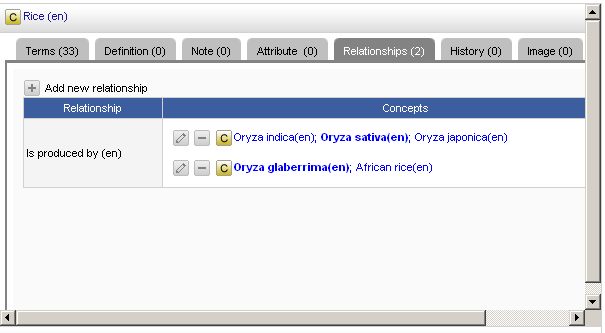 C Rice (en)
Terms (33) Definition (0) Note (0) Attribute (0) Relationships (2) History (0) Image (0)
+ Add new relationship
Relationship Concepts
Is produced by (en)
C Oryza indica(en); Oryza sativa(en); Oryza japonica(en)
C Oryza glaberrima(en); African rice(en)